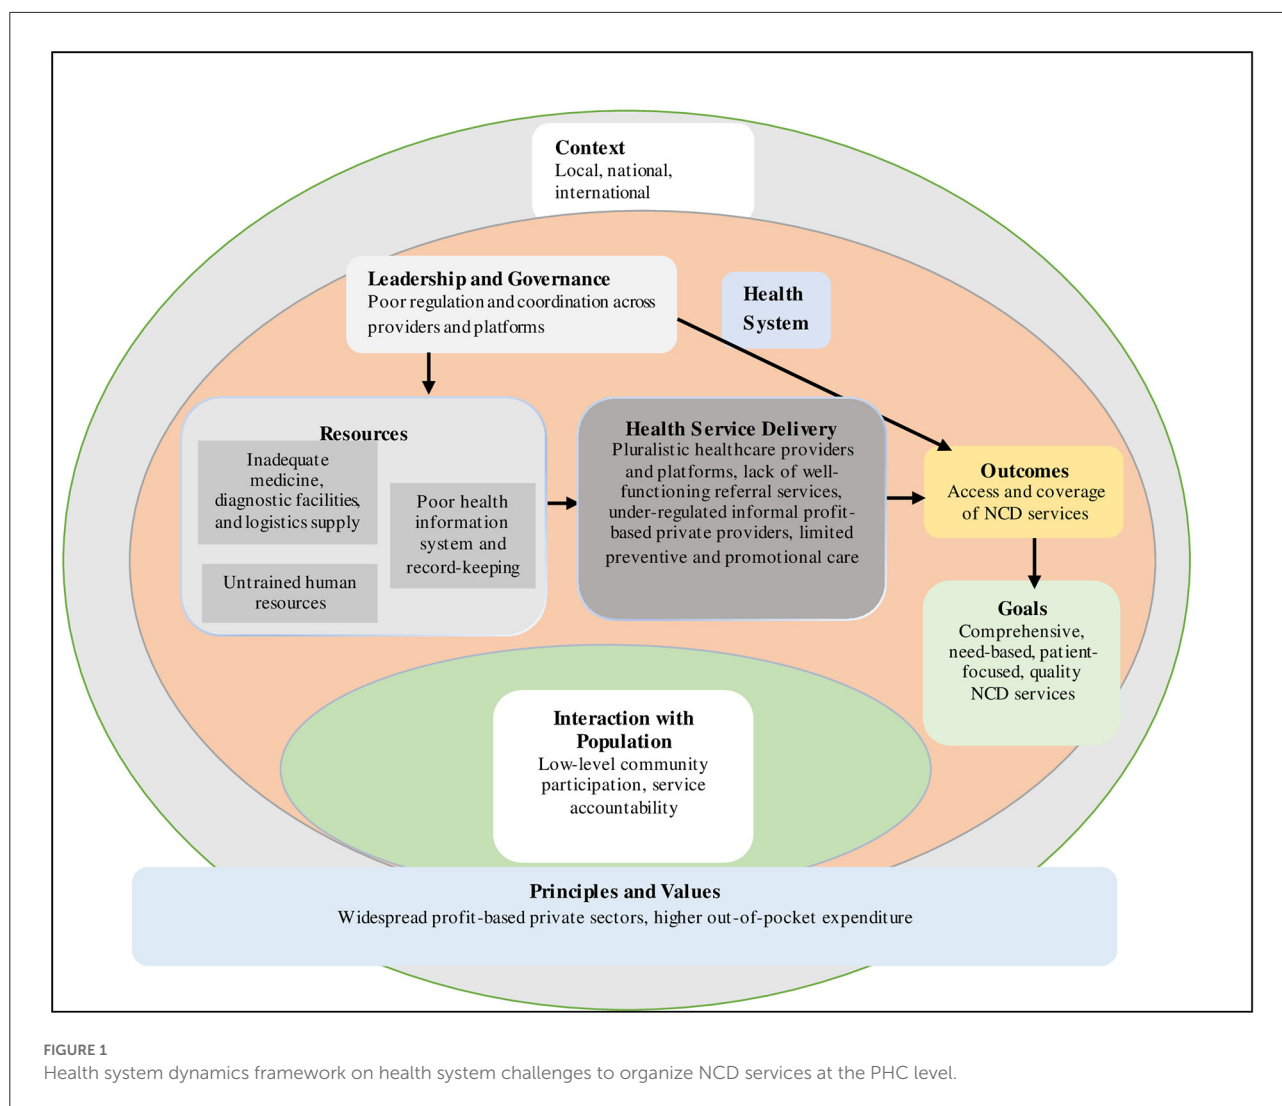 Context
Local, national,
international
Leadership and Governance
Poor regulation and coordination across
providers and platforms
Health
System
Resources
Inadequate
medicine,
diagnostic facilities,
and logistics supply
Poor health
information
system and
record-keeping
Untrained human
resources
Health Service Delivery
Pluralistic healthcare providers
and platforms, lack of well-
functioning referral services,
under-regulated informal profit-
based private providers, limited
preventive and promotional care
Outcomes
Access and coverage
of NCD services
Goals
Comprehensive,
need-based, patient-
focused, quality
NCD services
Interaction with
Population
Low-level community
participation, service
accountability
Principles and Values
Widespread profit-based private sectors, higher out-of-pocket expenditure
FIGURE 1
Health system dynamics framework on health system challenges to organize NCD services at the PHC level.